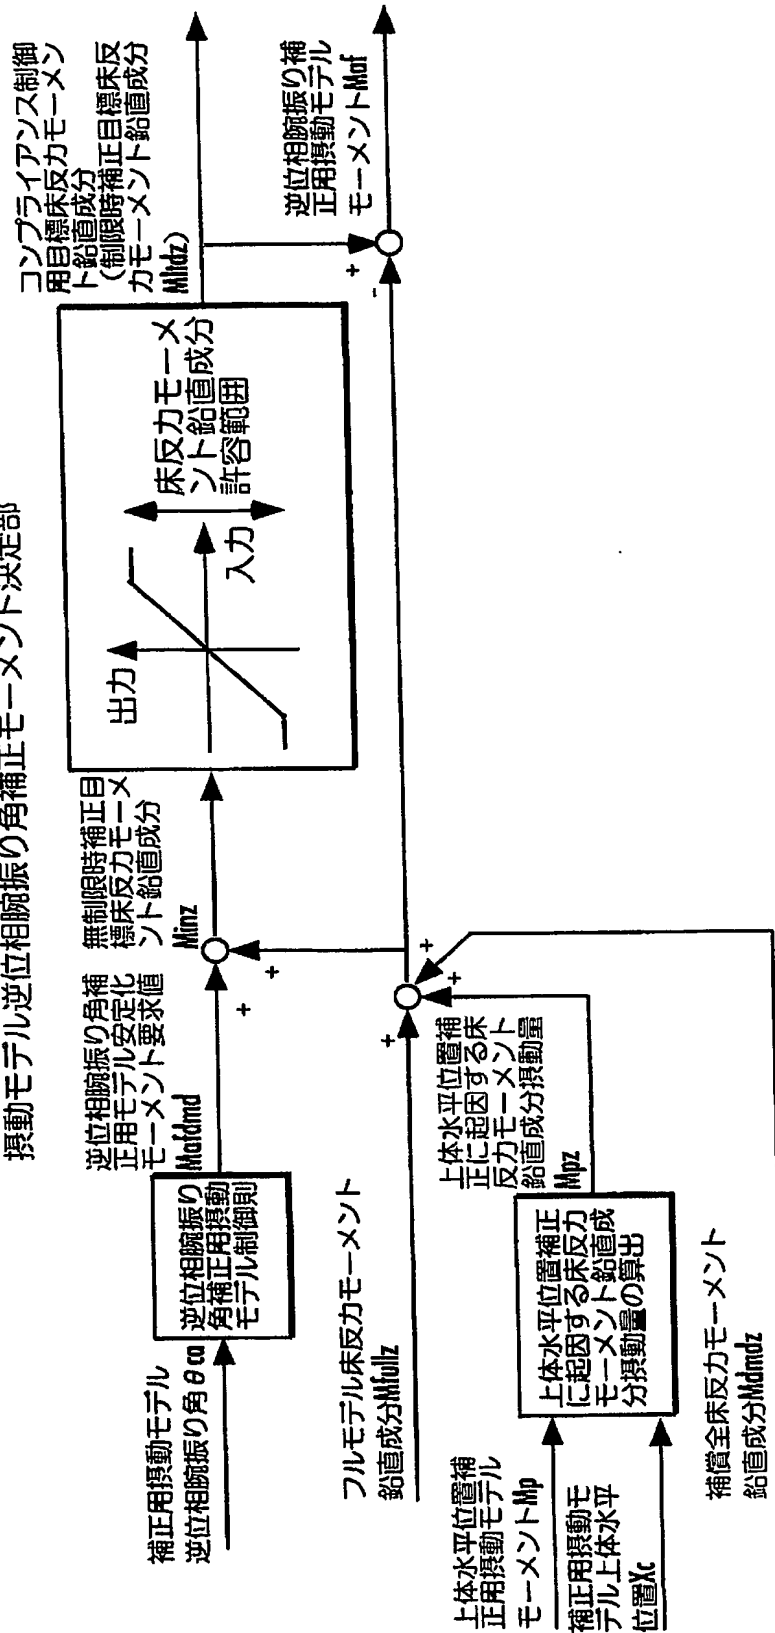 摂動モデル逆位相腕振り角補正モーメント決定部
補正用摂動モデル
逆位相腕振り角θca
逆位相腕振り
角補正用摂動
モデル制御則
逆位相腕振り角補
正用モデル安定化
モーメント要求値
Mafdmd
+
+
無制限時補正目
標床反力モーメ
ント鉛直成分
Minz
出力
入力
床反力モーメ
ント鉛直成分
許容範囲
コンプライアンス制御
用目標床反力モーメン
ト鉛直成分
(制限時補正目標床反
力モーメント鉛直成分
Mltdz)
+
-
逆位相腕振り補
正用摂動モデル
モーメントMaf
フルモデル床反力モーメント
鉛直成分Mfullz
+
+
+
上体水平位置補
正用摂動モデル
モーメントMp
補正用摂動モ
デル上体水平
位置Xc
上体水平位置補正
に起因する床反力
モーメント鉛直成
分摂動量の算出
上体水平位置補
正に起因する床
反力モーメント
鉛直成分摂動量
Mpz
補償全床反力モーメント
鉛直成分Mdmdz